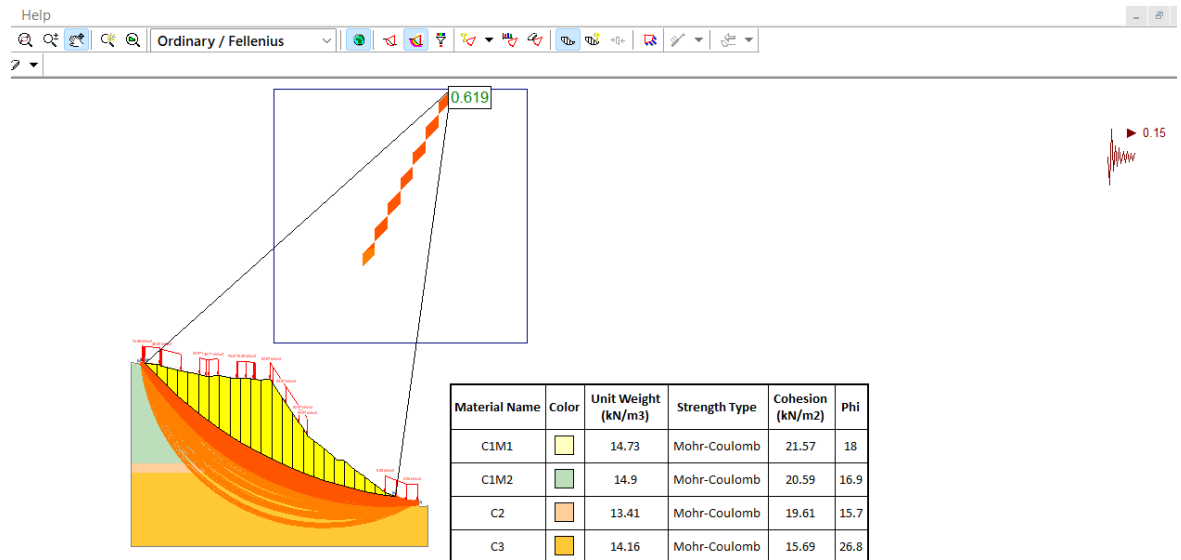 Help
Ordinary / Fellenius
0.619
0.15
Material Name Color Unit Weight (kN/m3) Strength Type Cohesion (kN/m2) Phi
C1M1 14.73 Mohr-Coulomb 21.57 18
C1M2 14.9 Mohr-Coulomb 20.59 16.9
C2 13.41 Mohr-Coulomb 19.61 15.7
C3 14.16 Mohr-Coulomb 15.69 26.8